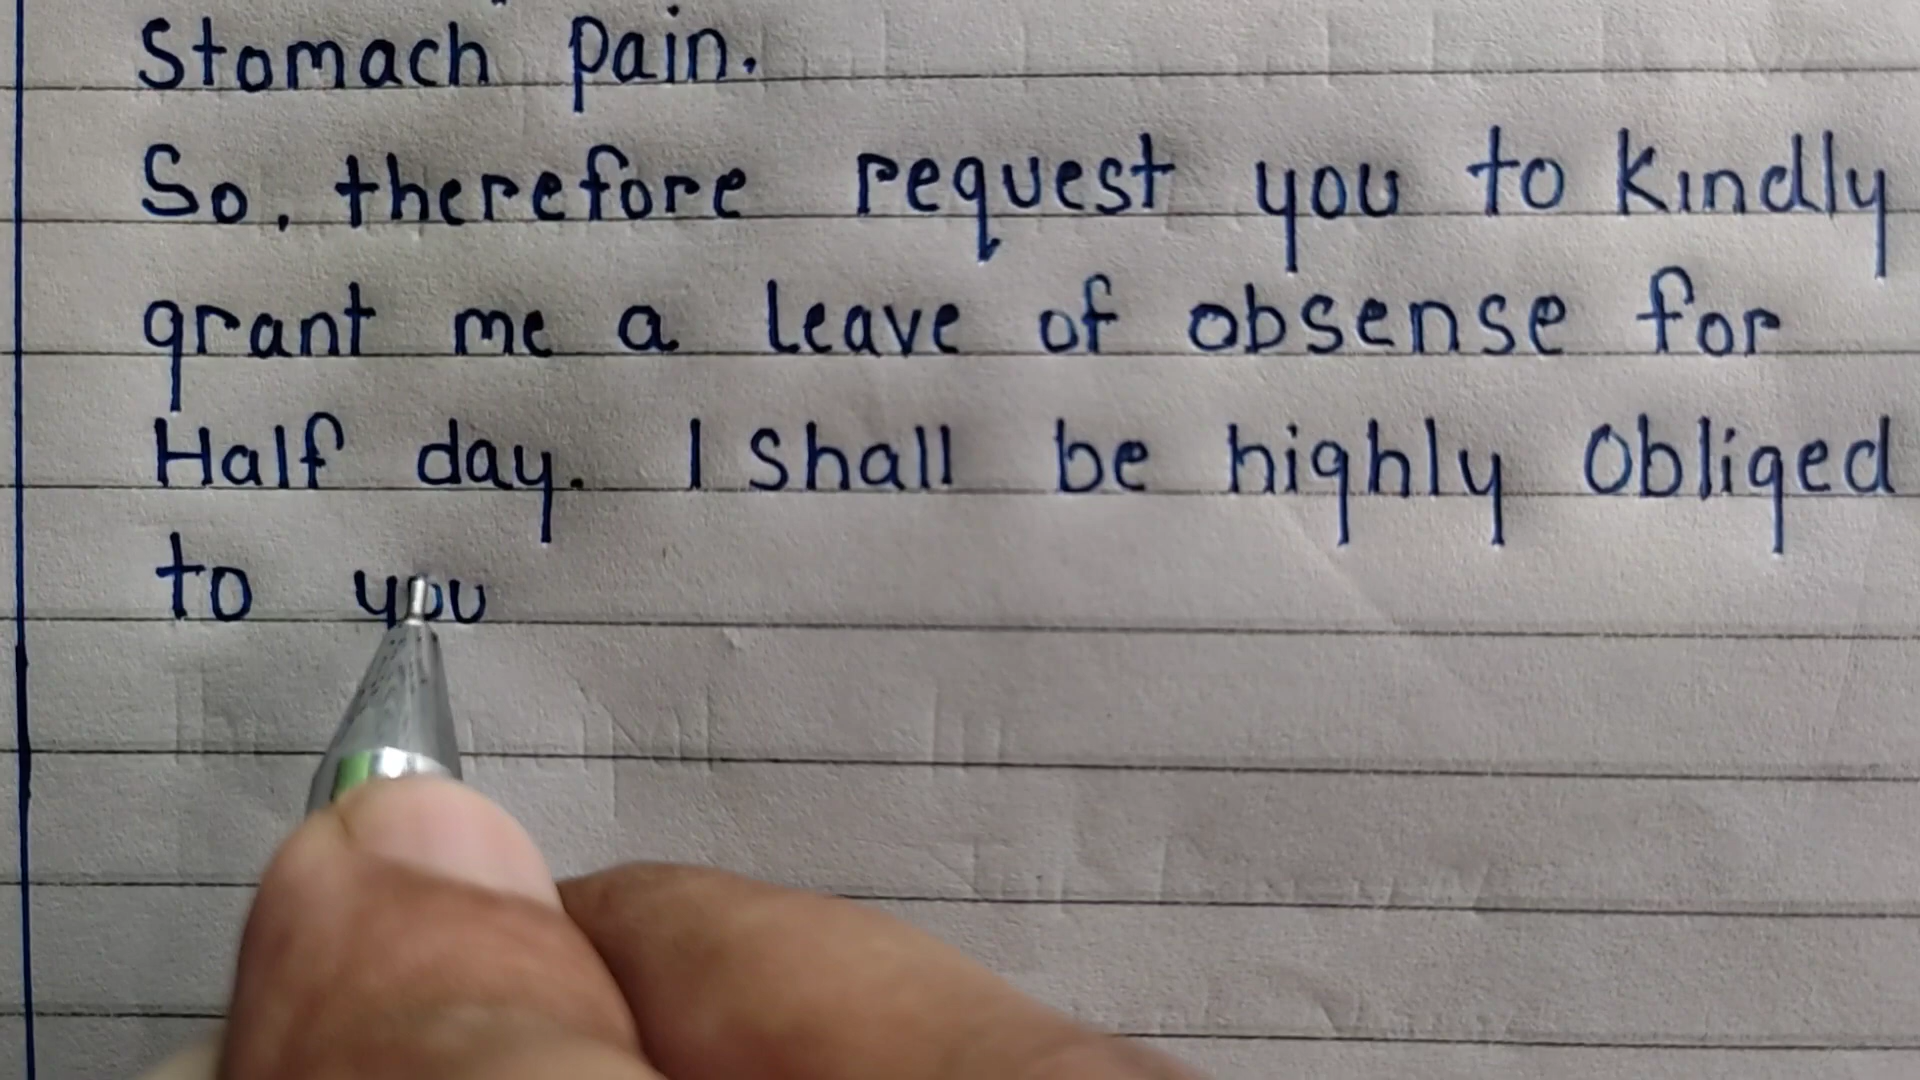 Stomach pain.
So. therefore request you to kindly
grant me a leave of obsense for
Half day. I Shall be highly Obliged
to you